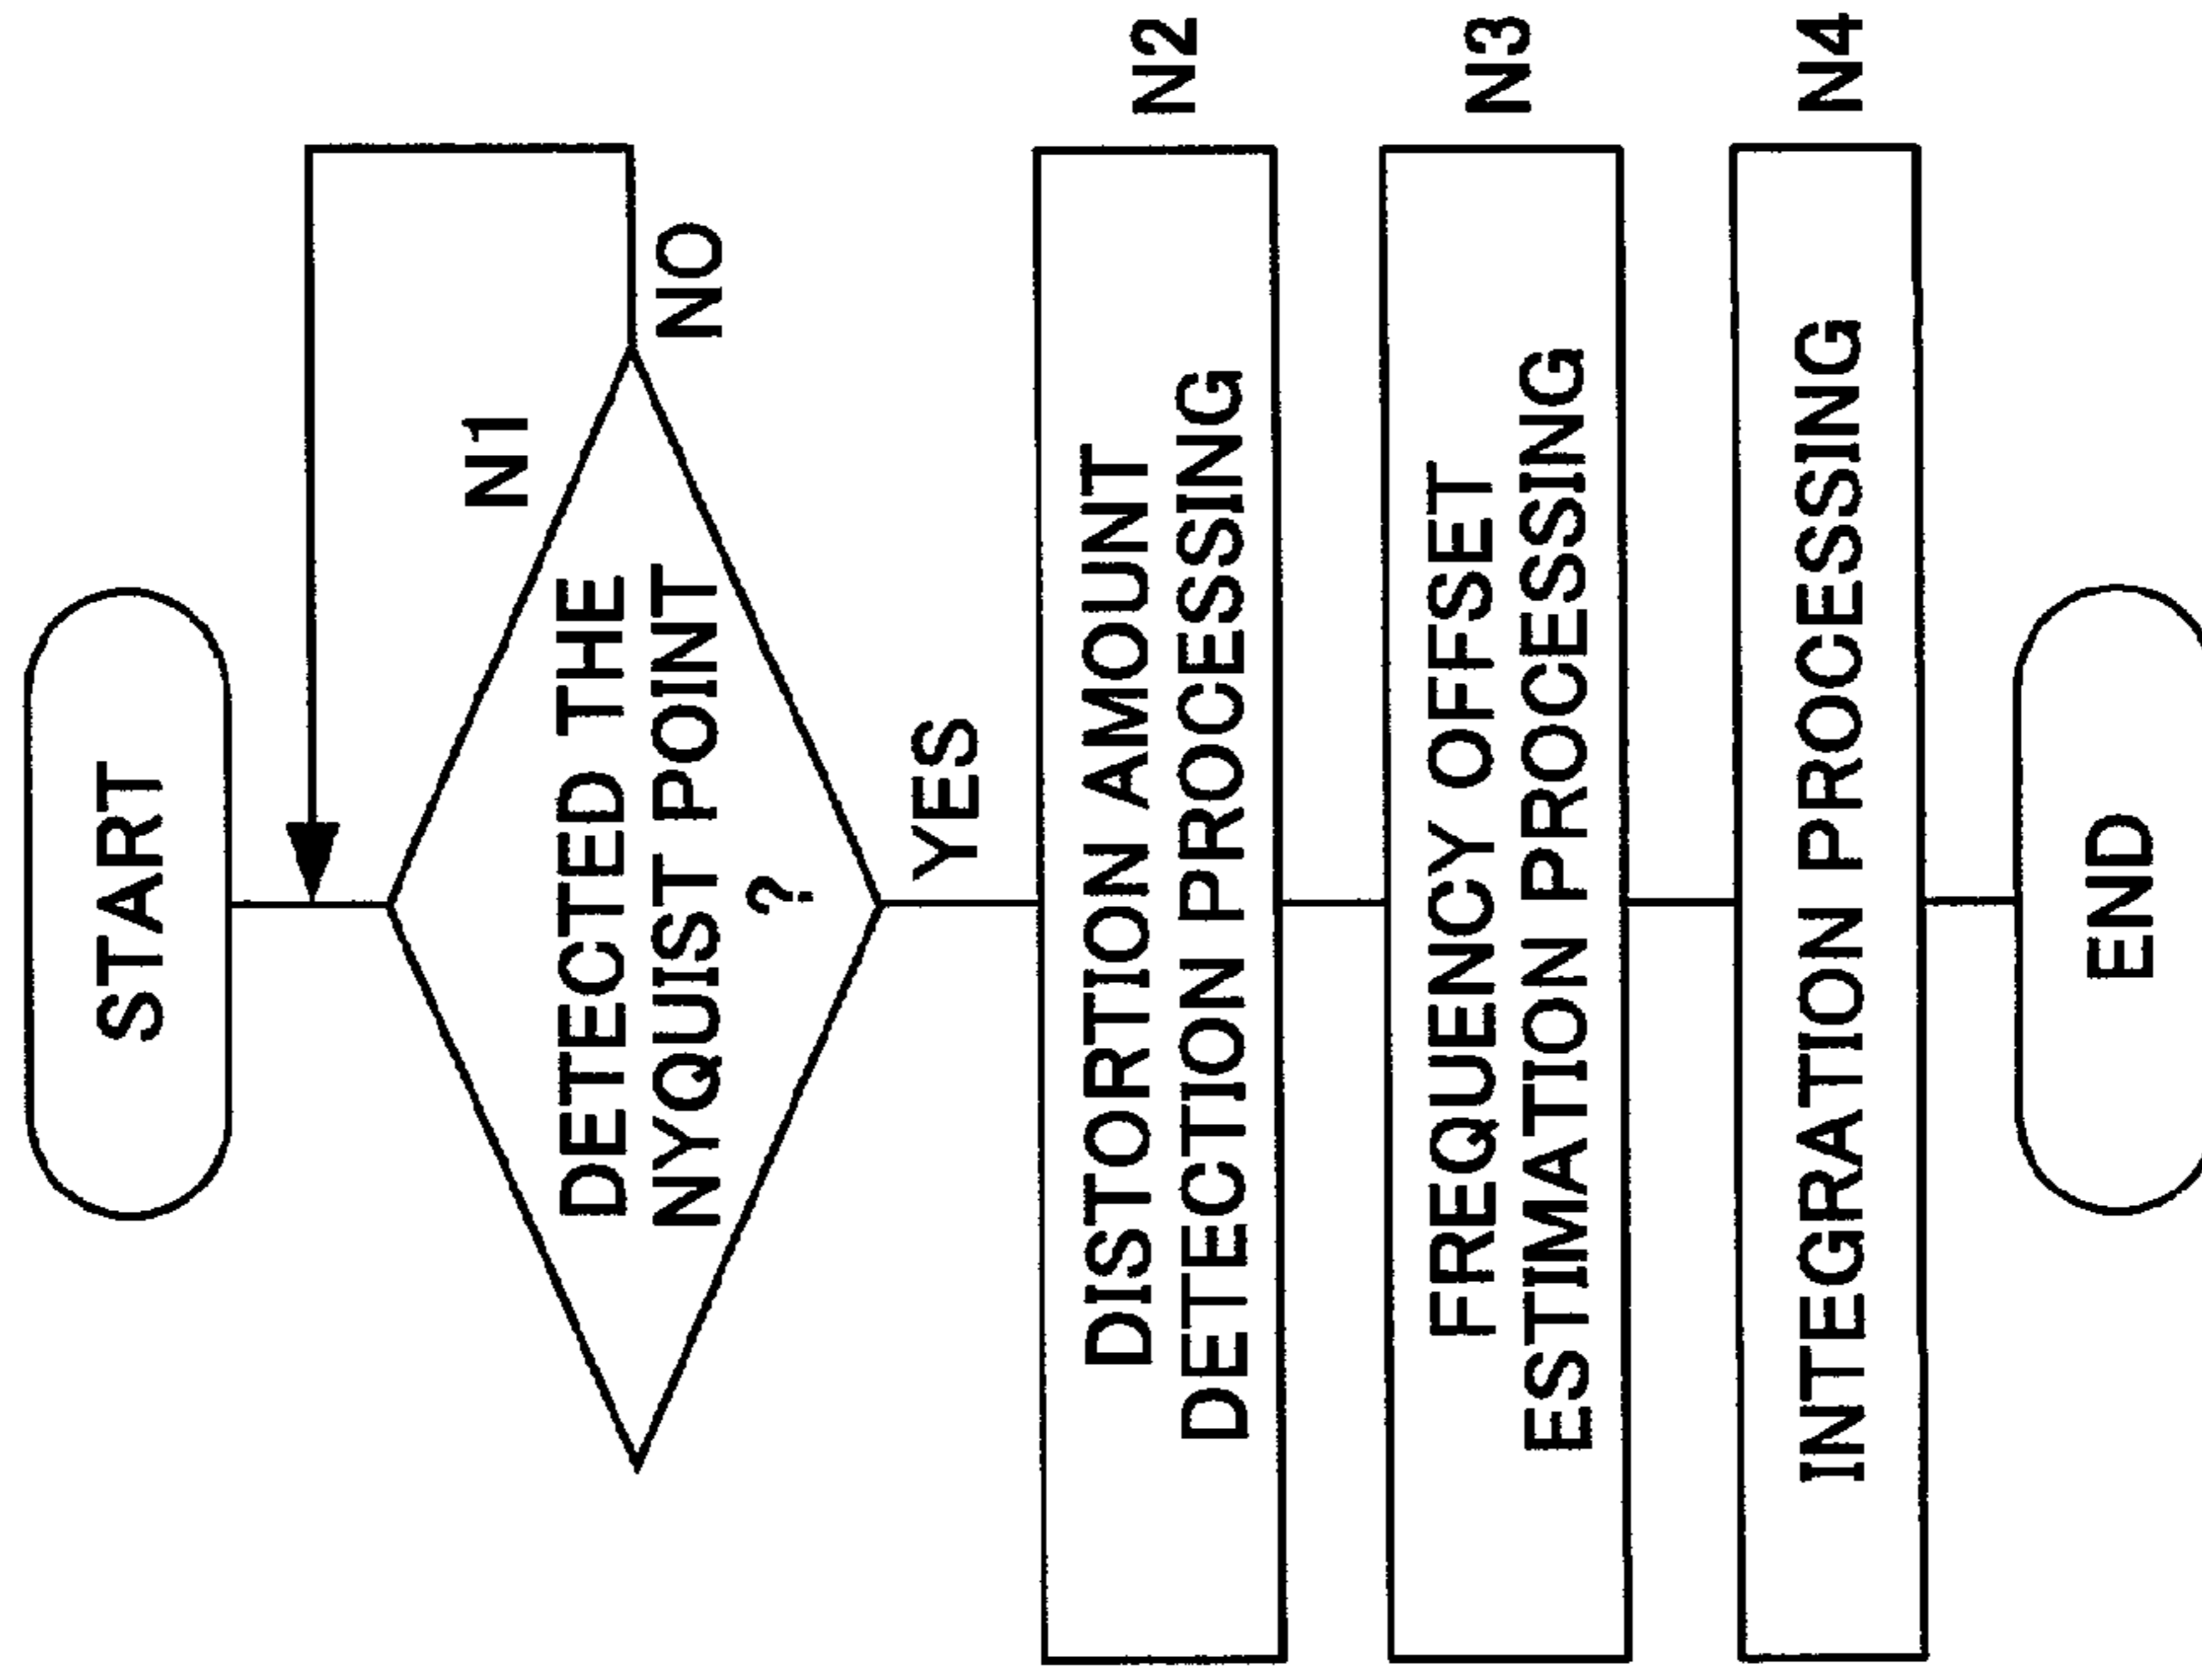 START
N1
DETECTED THE
NYQUIST POINT
?
NO
YES
N2
DISTORTION AMOUNT
DETECTION PROCESSING
N3
FREQUENCY OFFSET
ESTIMATION PROCESSING
N4
INTEGRATION PROCESSING
END